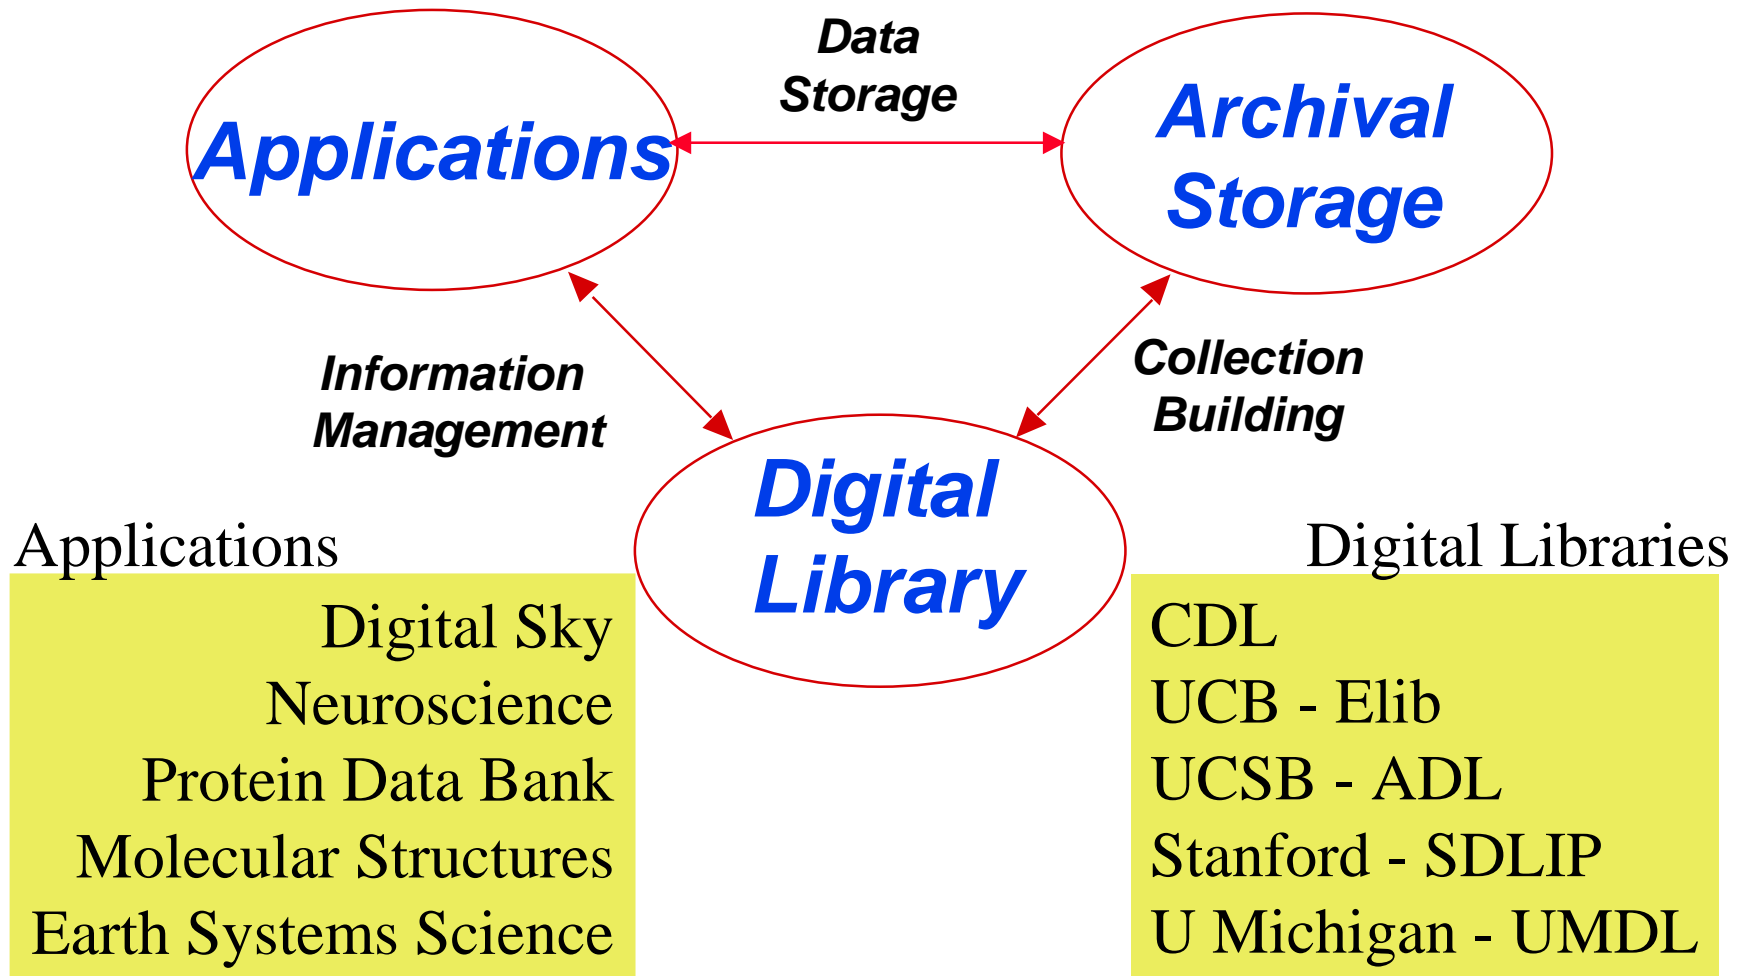 Data
Storage
Applications
Archival
Storage
Information
Management
Collection
Building
Digital
Library
Applications
Digital Sky
Neuroscience
Protein Data Bank
Molecular Structures
Earth Systems Science
Digital Libraries
CDL
UCB - Elib
UCSB - ADL
Stanford - SDLIP
U Michigan - UMDL